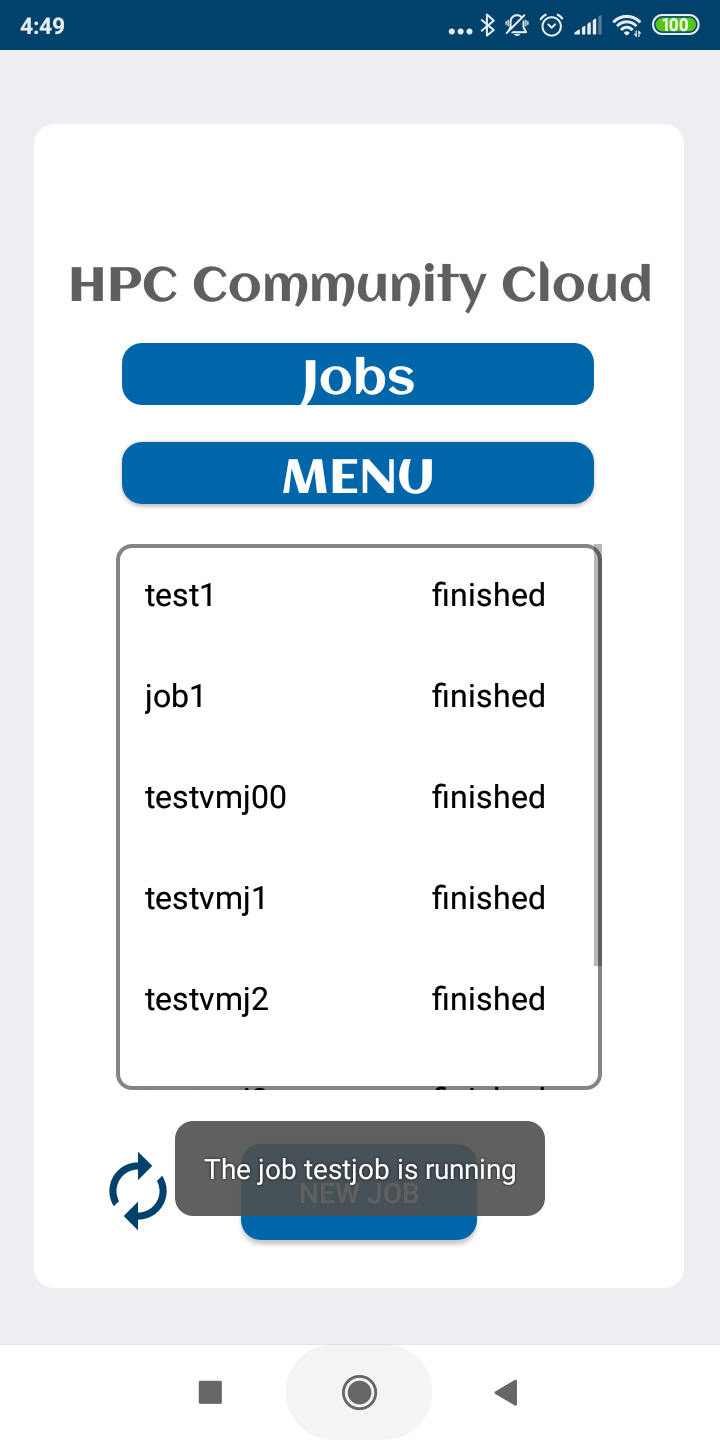 4:49
100
HPC Community Cloud
Jobs
MENU
test1 finished
job1 finished
testvmj00 finished
testvmj1 finished
testvmj2 finished
The job testjob is running
NEW JOB